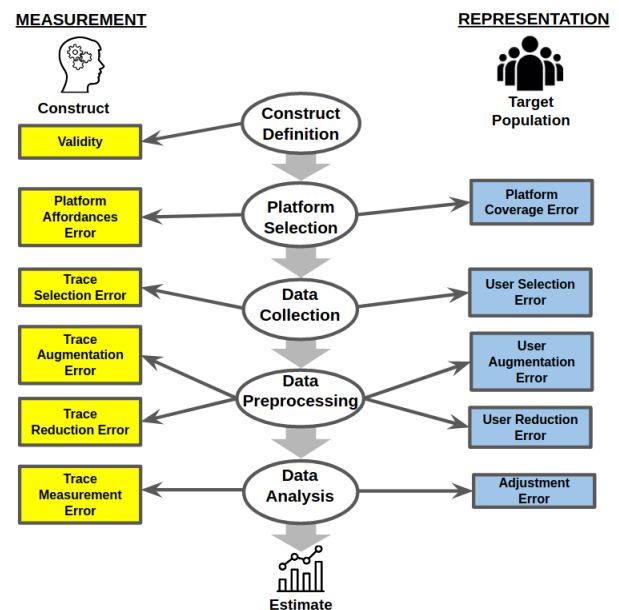 MEASUREMENT
REPRESENTATION
Construct
Target
Population
Construct
Definition
Validity
Platform
Selection
Platform
Affordances
Error
Platform
Coverage Error
Data
Collection
Trace
Selection Error
User Selection
Error
Data
Preprocessing
Trace
Augmentation
Error
User
Augmentation
Error
Trace
Reduction Error
User Reduction
Error
Data
Analysis
Trace
Measurement
Error
Adjustment
Error
Estimate